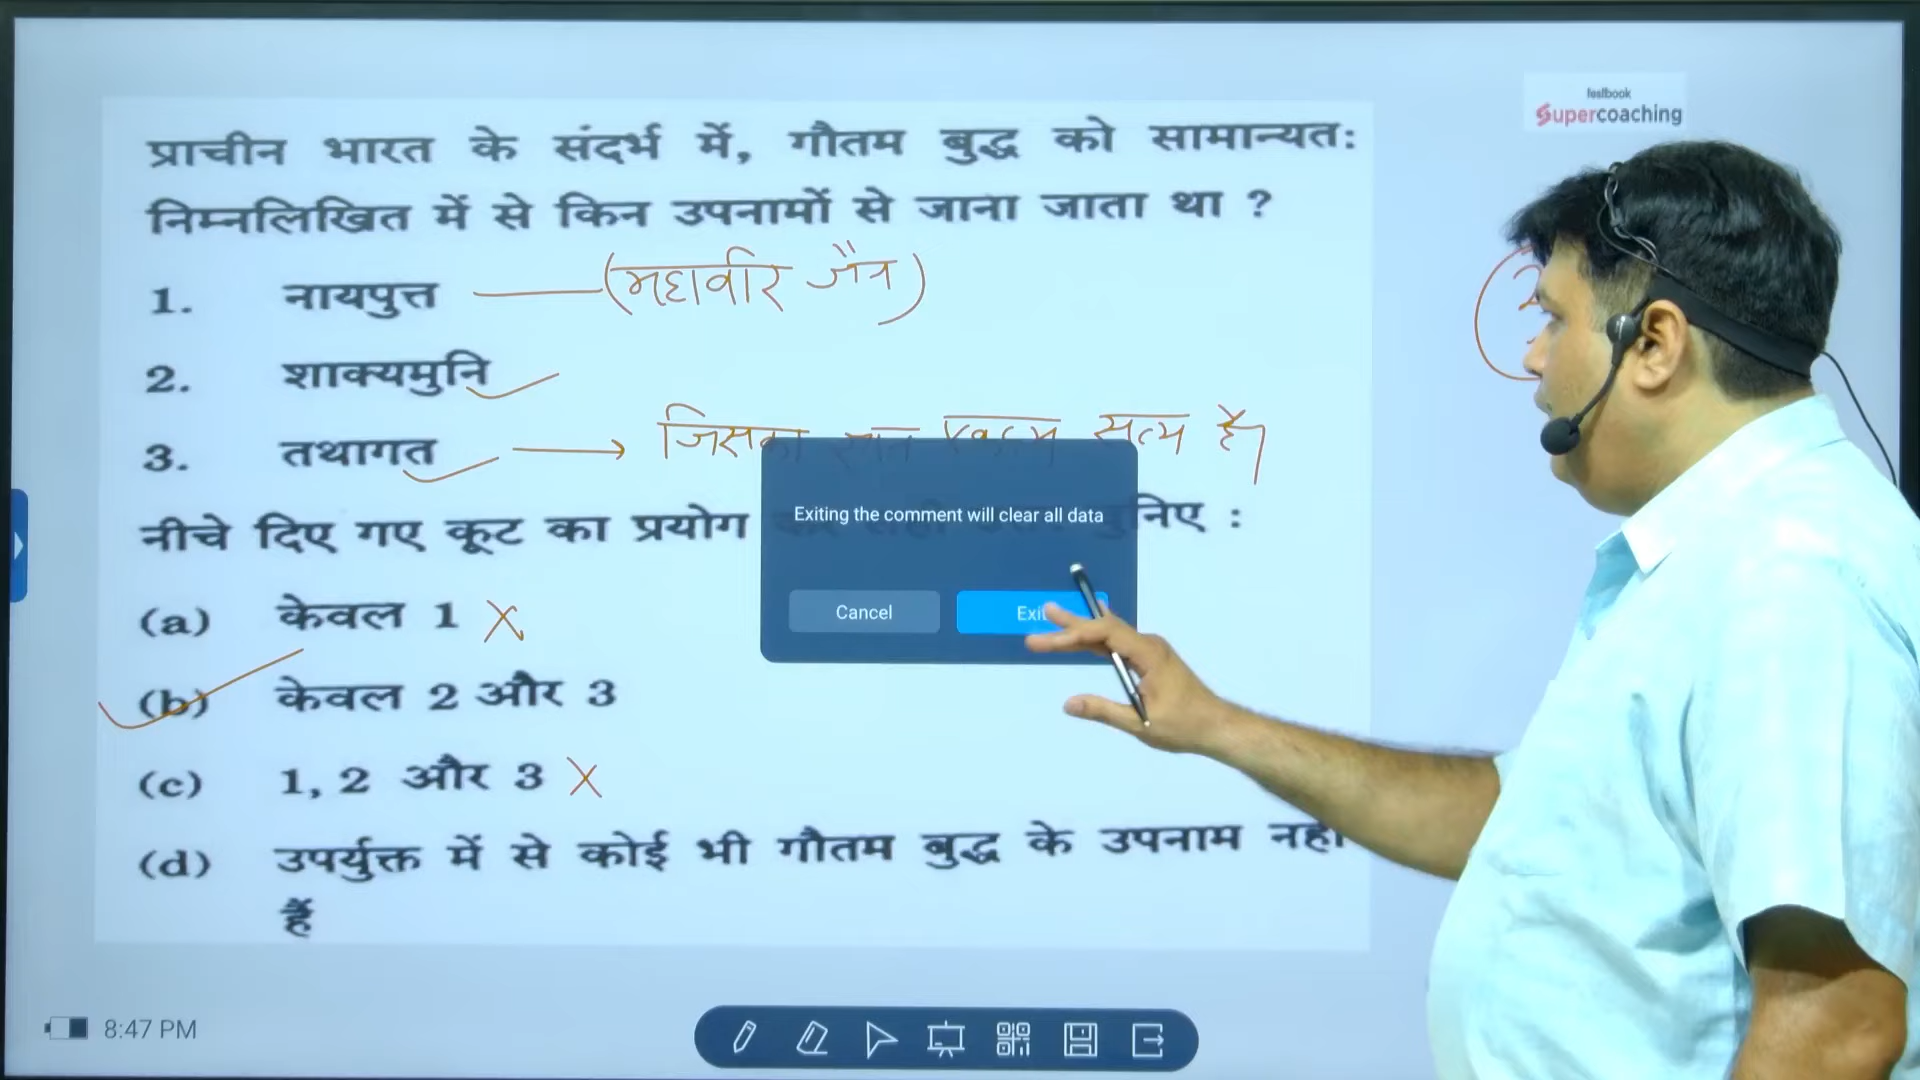 testbook
Supercoaching
प्राचीन भारत के संदर्भ में, गौतम बुद्ध को सामान्यतः
निम्नलिखित में से किन उपनामों से जाना जाता था ?
1. नायपुत्त (महावीर जैन)
2. शाक्यमुनि
3. तथागत → जिसका सत्य है।
नीचे दिए गए कूट का प्रयोग
Exiting the comment will clear all data
Cancel
(a) केवल 1 X
(b) केवल 2 और 3
(c) 1, 2 और 3 X
(d) उपर्युक्त में से कोई भी गौतम बुद्ध के उपनाम
हैं
8:47 PM